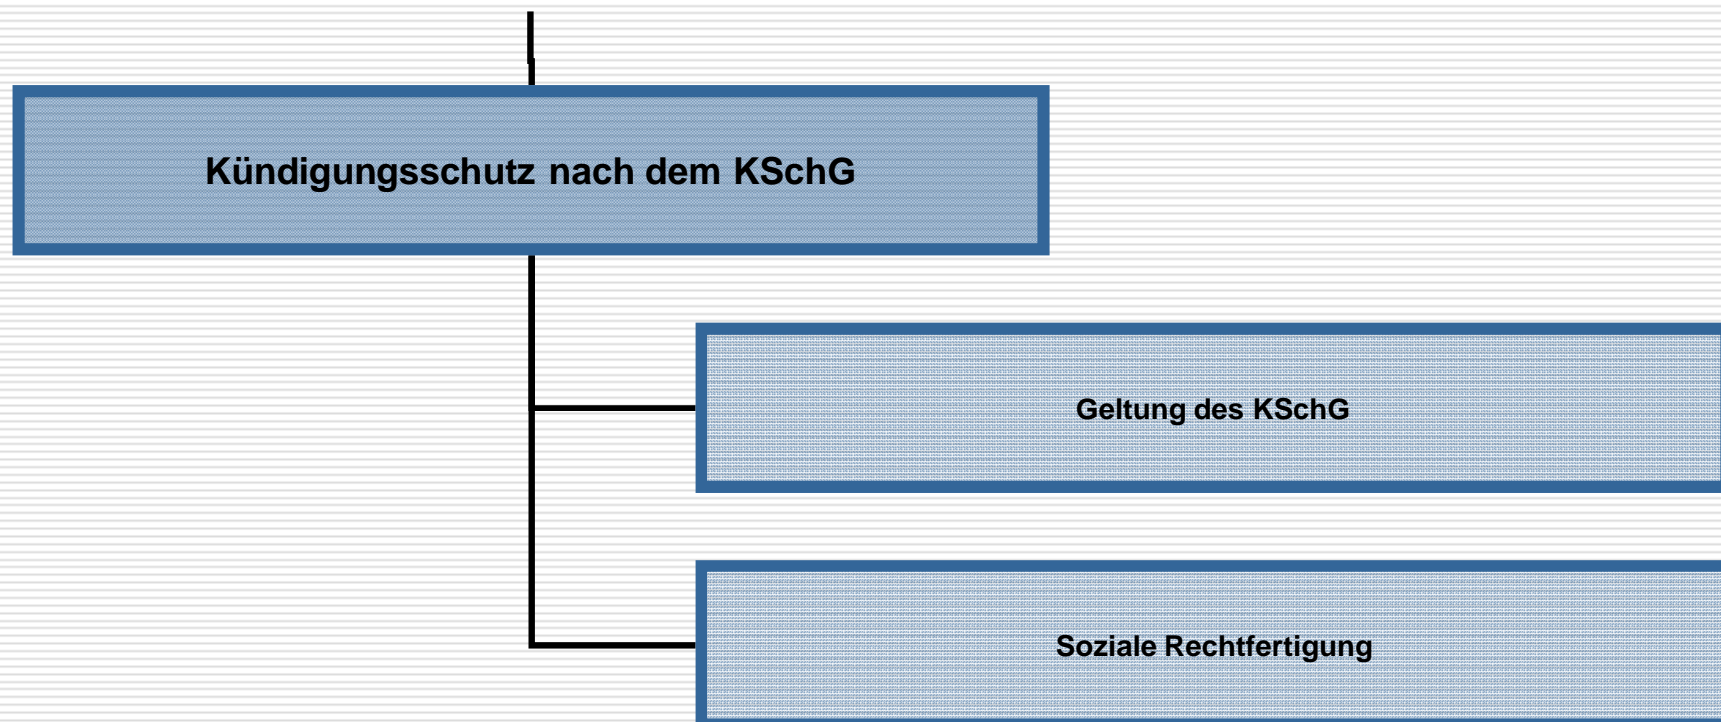 Kündigungsschutz nach dem KSchG
Geltung des KSchG
Soziale Rechtfertigung